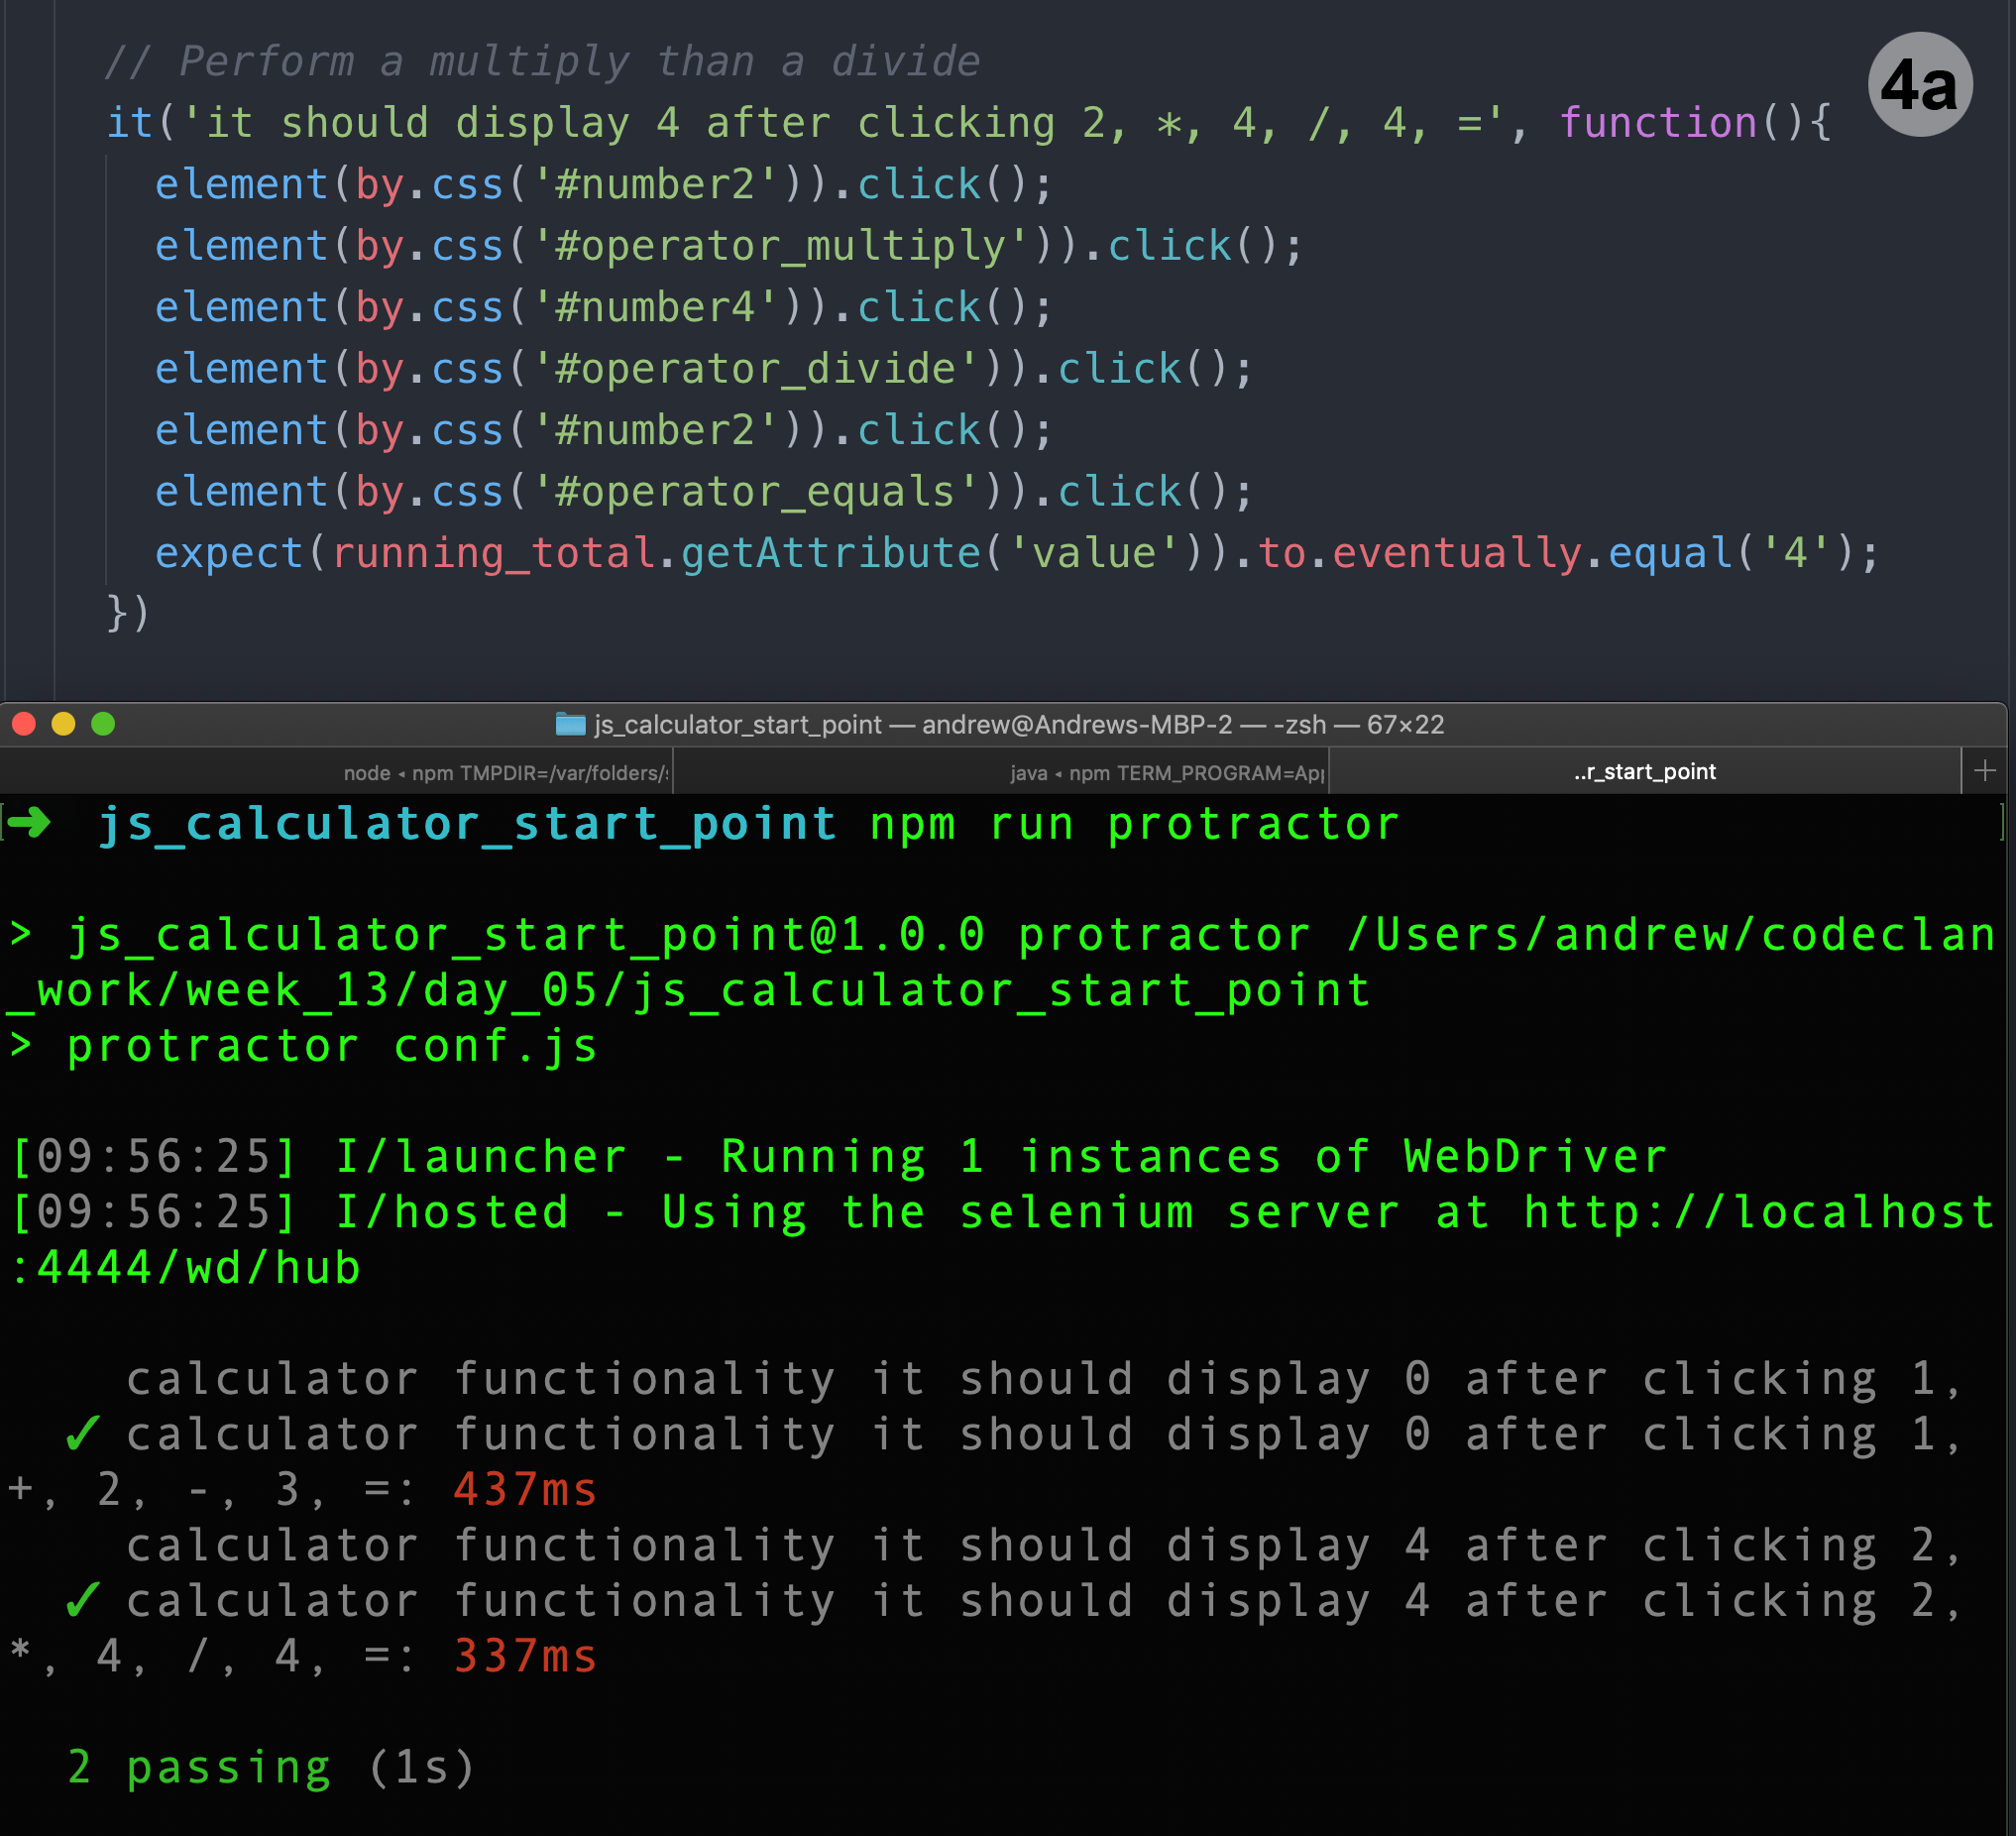 // Perform a multiply than a divide
4a
it('it should display 4 after clicking 2, *, 4, /, 4, =', function(){
element(by.css('#number2')).click();
element(by.css('#operator_multiply')).click();
element(by.css('#number4')).click();
element(by.css('#operator_divide')).click();
element(by.css('#number2')).click();
element(by.css('#operator_equals')).click();
expect(running_total.getAttribute('value')).to.eventually.equal('4');
})
js_calculator_start_point — andrew@Andrews-MBP-2 — -zsh — 67×22
node ◂ npm TMPDIR=/var/folders/
java ◂ npm TERM_PROGRAM=App
..r_start_point
+
[➜ js_calculator_start_point npm run protractor ]
> js_calculator_start_point@1.0.0 protractor /Users/andrew/codeclan
_work/week_13/day_05/js_calculator_start_point
> protractor conf.js
[09:56:25] I/launcher - Running 1 instances of WebDriver
[09:56:25] I/hosted - Using the selenium server at http://localhost
:4444/wd/hub
calculator functionality it should display 0 after clicking 1,
✓ calculator functionality it should display 0 after clicking 1,
+, 2, -, 3, =: 437ms
calculator functionality it should display 4 after clicking 2,
✓ calculator functionality it should display 4 after clicking 2,
*, 4, /, 4, =: 337ms
2 passing (1s)